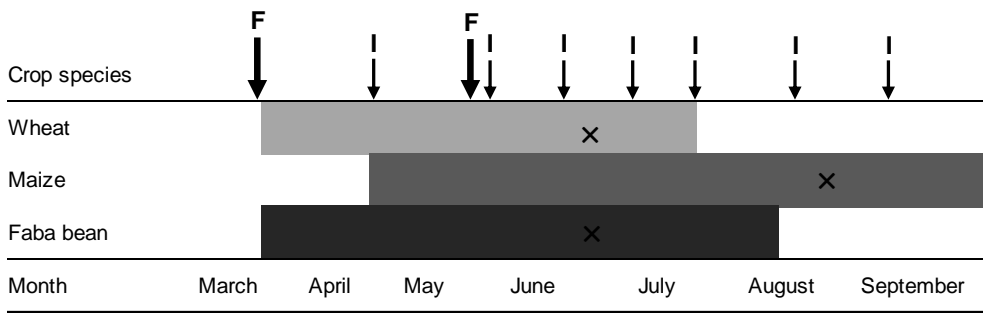 F F
Crop species
Wheat
Maize
Faba bean
Month March April May June July August September